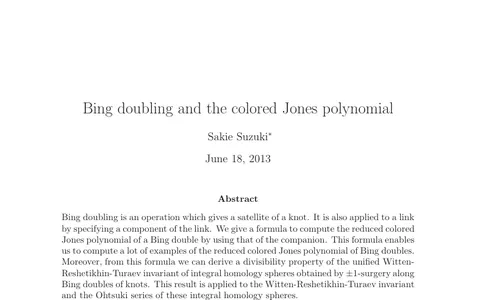 Bing doubling and the colored Jones polynomial
Sakie Suzuki*
June 18, 2013
Abstract
Bing doubling is an operation which gives a satellite of a knot. It is also applied to a link
by specifying a component of the link. We give a formula to compute the reduced colored
Jones polynomial of a Bing double by using that of the companion. This formula enables
us to compute a lot of examples of the reduced colored Jones polynomial of Bing doubles.
Moreover, from this formula we can derive a divisibility property of the unified Witten-
Reshetikhin-Turaev invariant of integral homology spheres obtained by ±1-surgery along
Bing doubles of knots. This result is applied to the Witten-Reshetikhin-Turaev invariant
and the Ohtsuki series of these integral homology spheres.